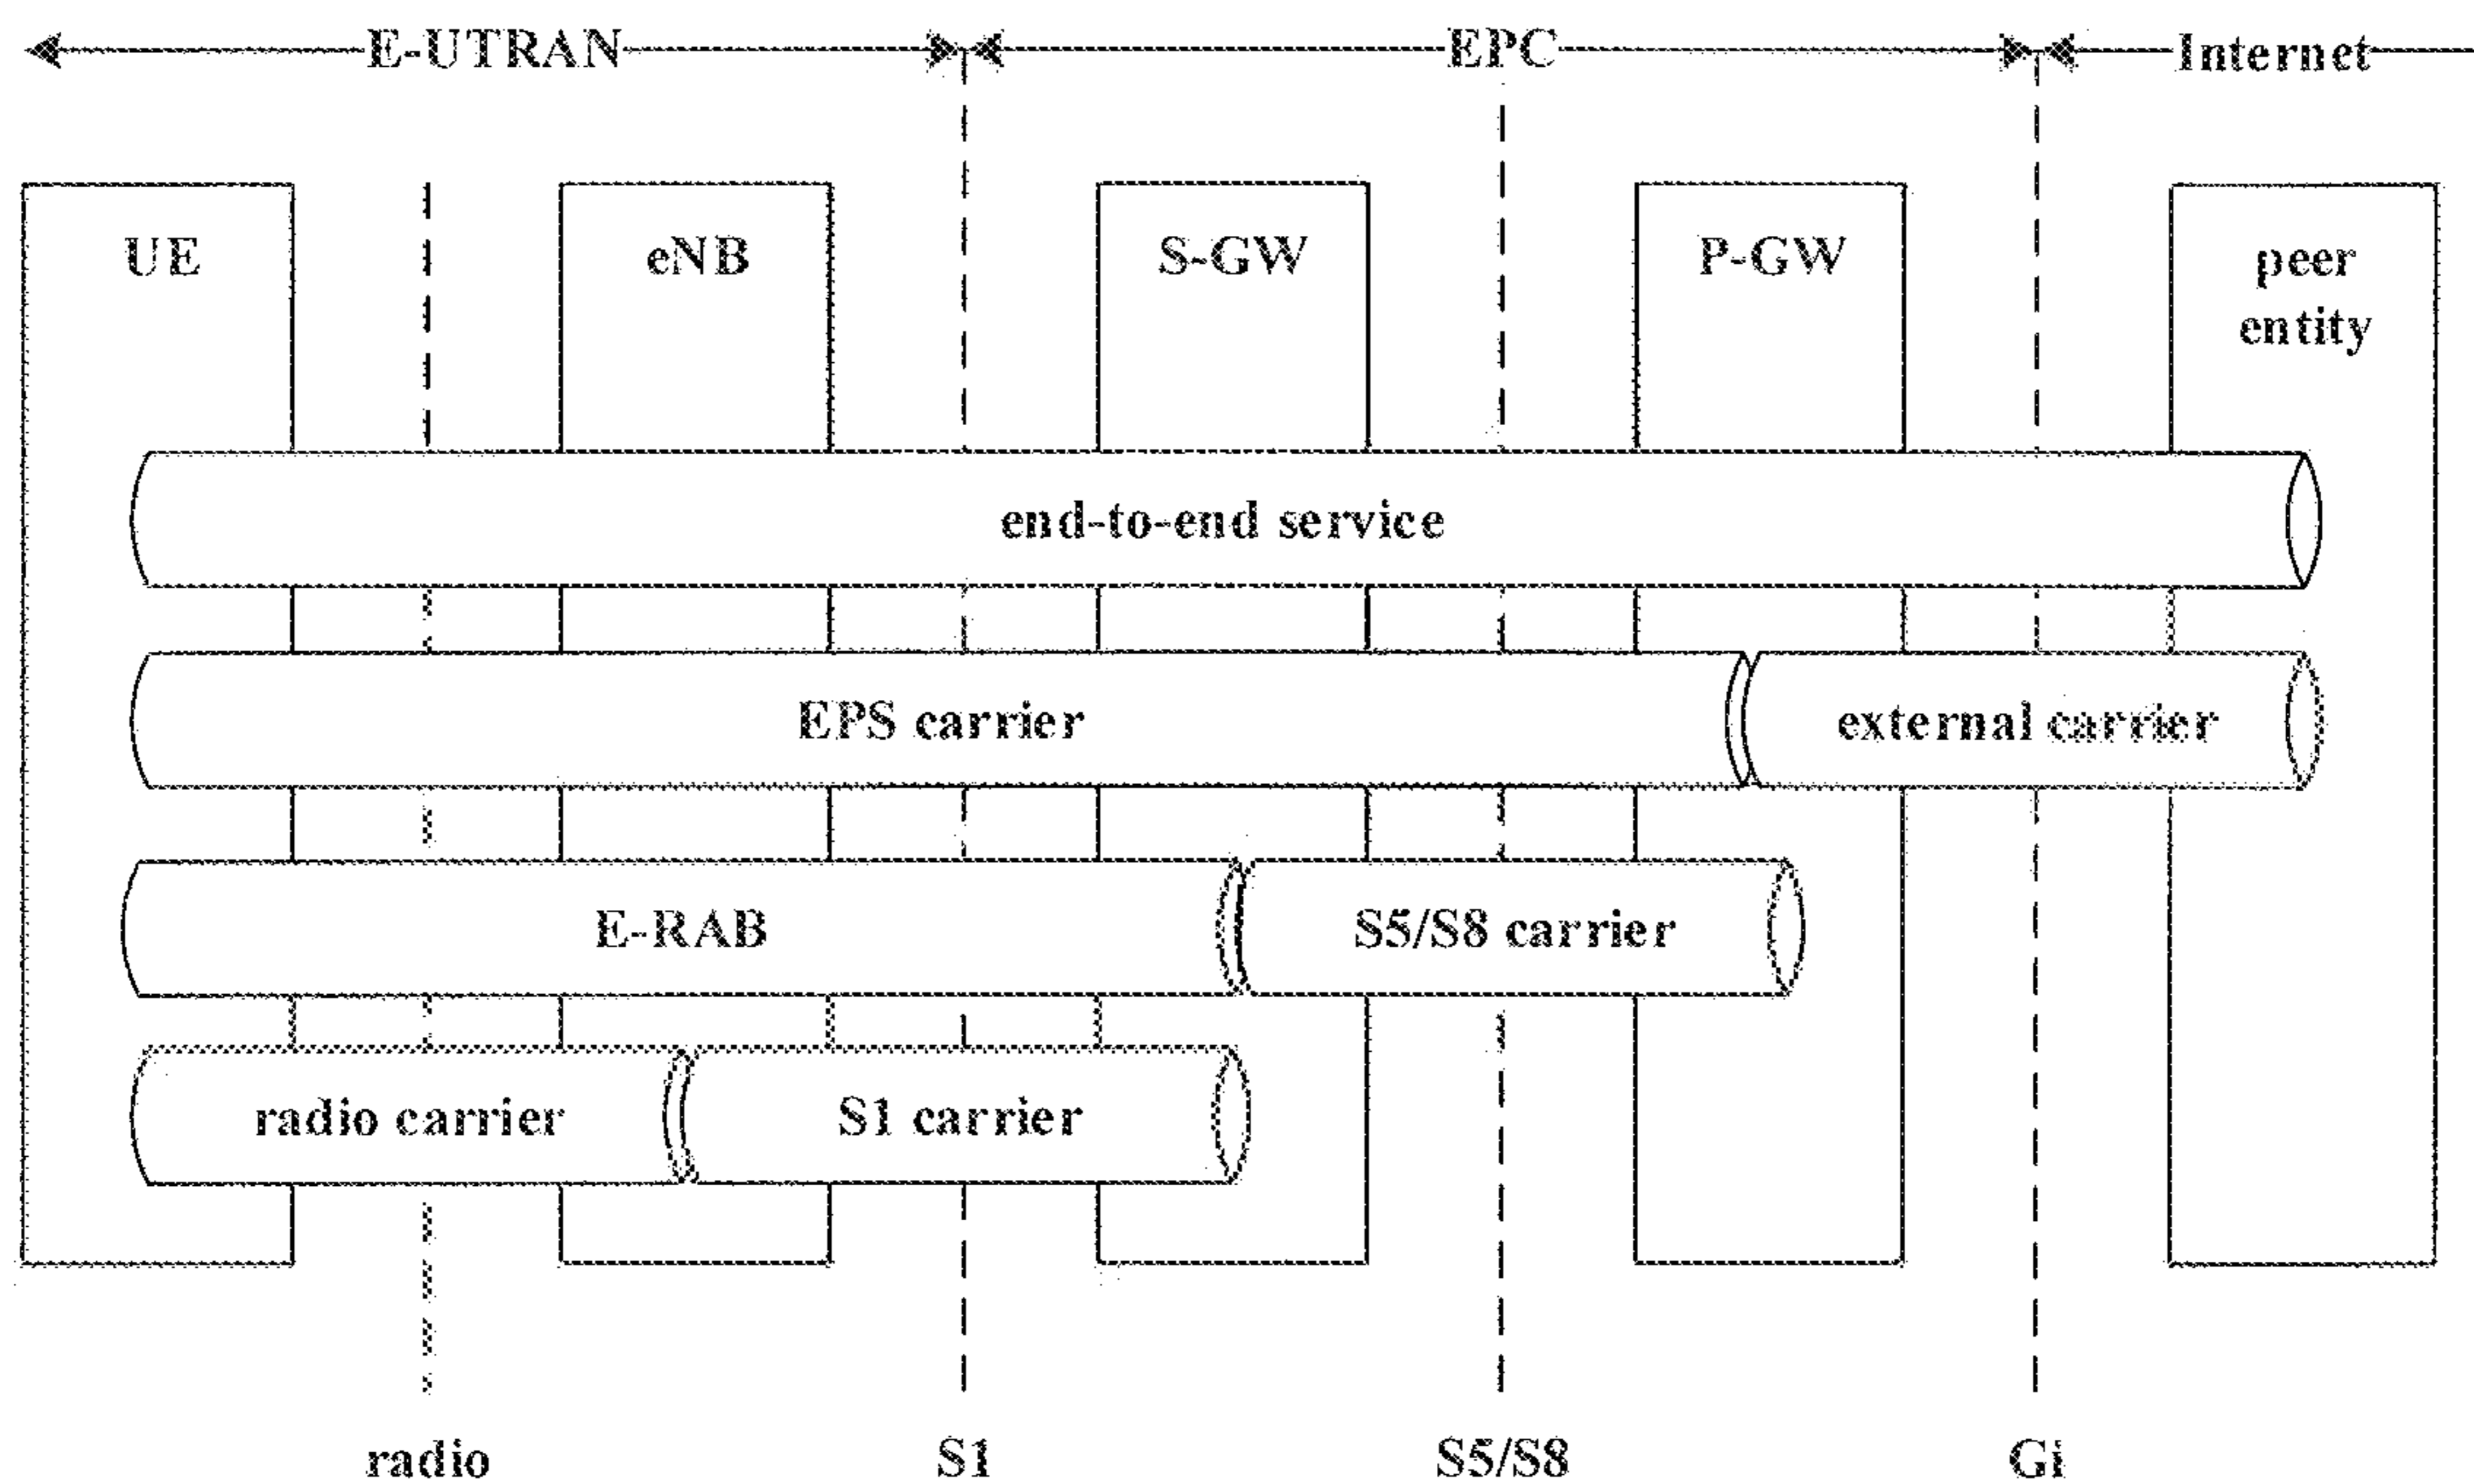 E-UTRAN EPC Internet
UE eNB S-GW P-GW peer
entity
end-to-end service
EPS carrier external carrier
E-RAB S5/S8 carrier
radio carrier S1 carrier
radio S1 S5/S8 Gi